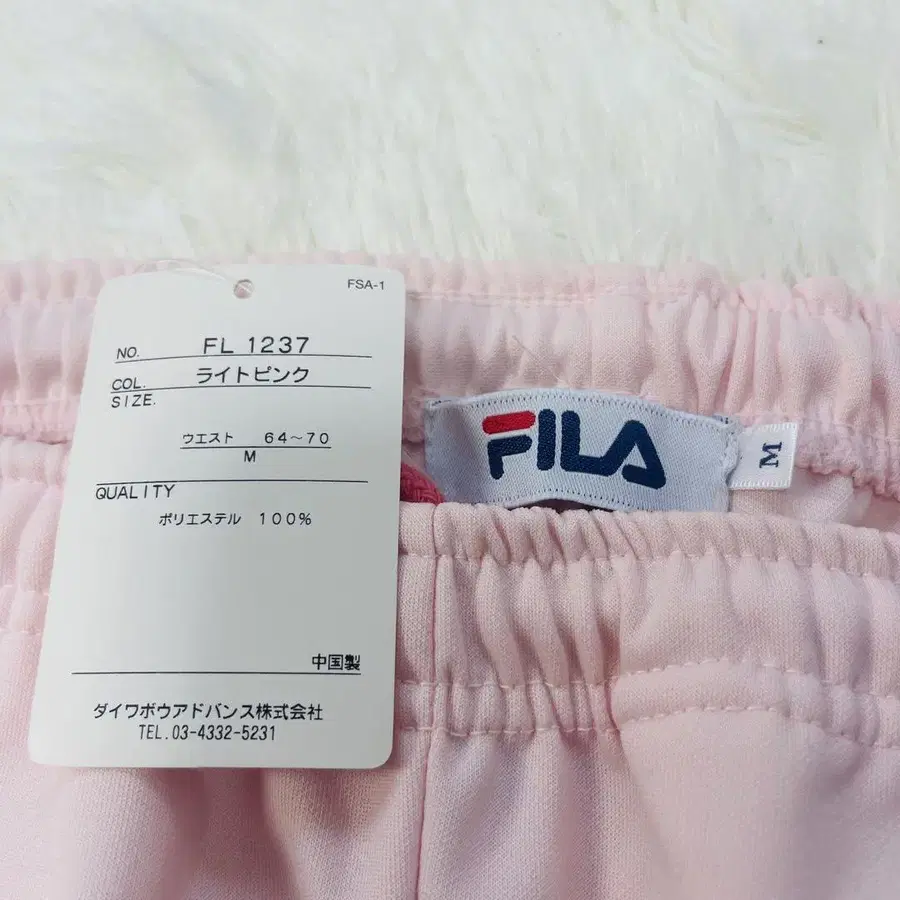 FSA-1
NO. FL 1237
COL. ライトピンク
SIZE.
ウエスト 64～70
M
QUALITY
ポリエステル 100%
中国製
ダイワボウアドバンス株式会社
TEL.03-4332-5231
FILA
M